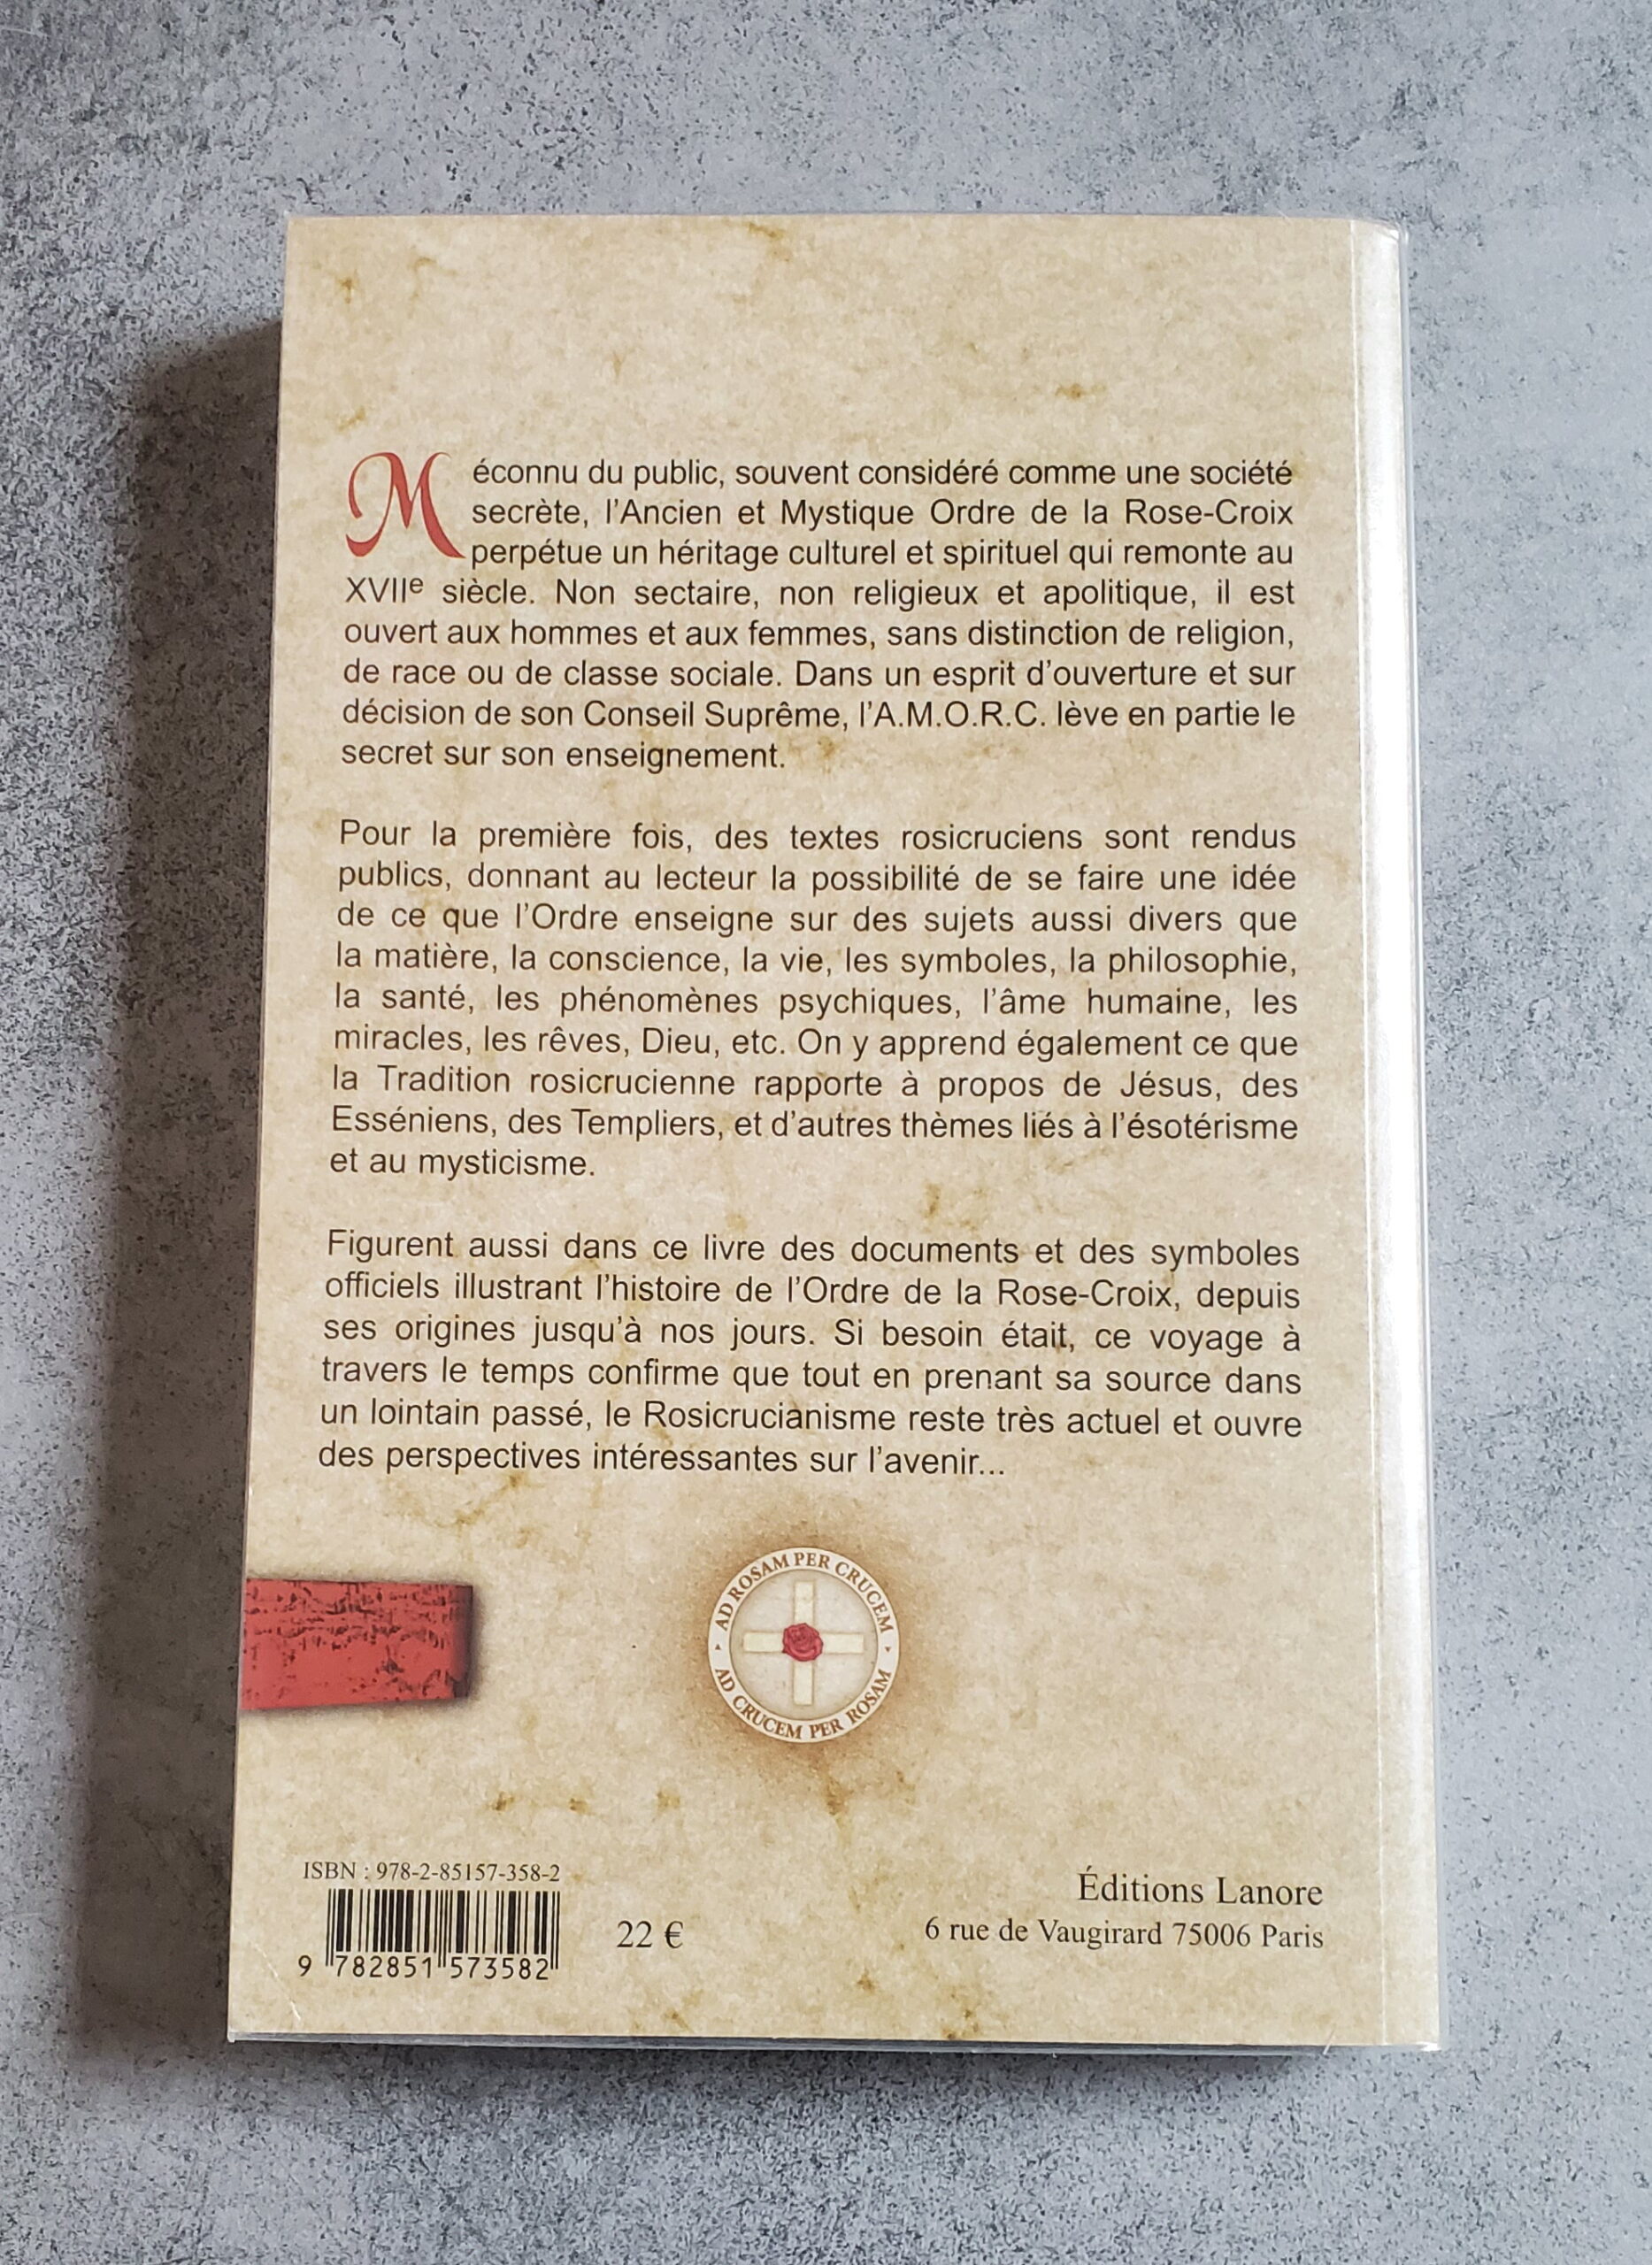 Méconnu du public, souvent considéré comme une société
secrète, l'Ancien et Mystique Ordre de la Rose-Croix
perpétue un héritage culturel et spirituel qui remonte au
XVIIe siècle. Non sectaire, non religieux et apolitique, il est
ouvert aux hommes et aux femmes, sans distinction de religion,
de race ou de classe sociale. Dans un esprit d'ouverture et sur
décision de son Conseil Suprême, l'A.M.O.R.C. lève en partie le
secret sur son enseignement.
Pour la première fois, des textes rosicruciens sont rendus
publics, donnant au lecteur la possibilité de se faire une idée
de ce que l'Ordre enseigne sur des sujets aussi divers que
la matière, la conscience, la vie, les symboles, la philosophie,
la santé, les phénomènes psychiques, l'âme humaine, les
miracles, les rêves, Dieu, etc. On y apprend également ce que
la Tradition rosicrucienne rapporte à propos de Jésus, des
Esséniens, des Templiers, et d'autres thèmes liés à l'ésotérisme
et au mysticisme.
Figurent aussi dans ce livre des documents et des symboles
officiels illustrant l'histoire de l'Ordre de la Rose-Croix, depuis
ses origines jusqu'à nos jours. Si besoin était, ce voyage à
travers le temps confirme que tout en prenant sa source dans
un lointain passé, le Rosicrucianisme reste très actuel et ouvre
des perspectives intéressantes sur l'avenir...
AD ROSAM PER CRUCEM
AD CRUCEM PER ROSAM
ISBN : 978-2-85157-358-2
9 782851 573582
22 €
Éditions Lanore
6 rue de Vaugirard 75006 Paris